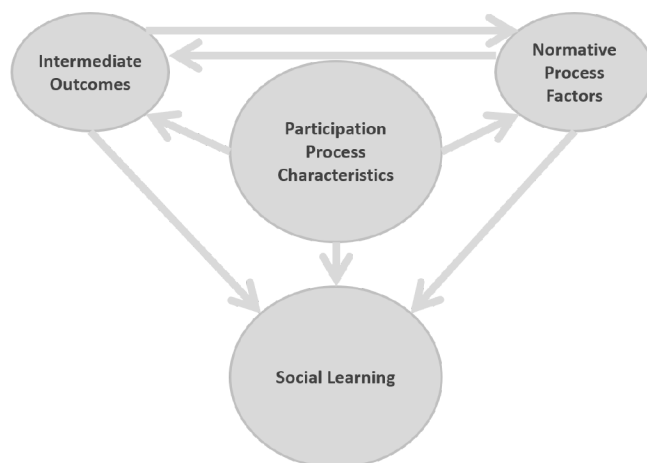 Intermediate
Outcomes
Normative
Process
Factors
Participation
Process
Characteristics
Social Learning